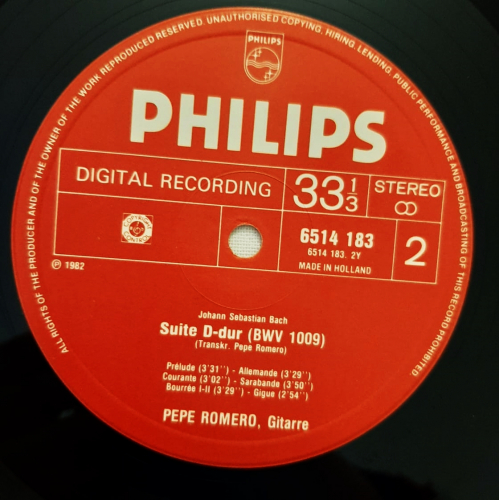 ALL RIGHTS OF THE PRODUCER AND OF THE OWNER OF THE WORK REPRODUCED RESERVED. UNAUTHORISED COPYING, HIRING, LENDING, PUBLIC PERFORMANCE AND BROADCASTING OF THIS RECORD PROHIBITED
PHILIPS
PHILIPS
DIGITAL RECORDING
33 1/3
STEREO
6514 183
6514 183. 2Y
MADE IN HOLLAND
2
℗ 1982
Johann Sebastian Bach
Suite D-dur (BWV 1009)
(Transkr. Pepe Romero)
Prélude (3'31'') - Allemande (3'29'')
Courante (3'02'') - Sarabande (3'50'')
Bourrée I-II (3'29'') - Gigue (2'54'')
PEPE ROMERO, Gitarre